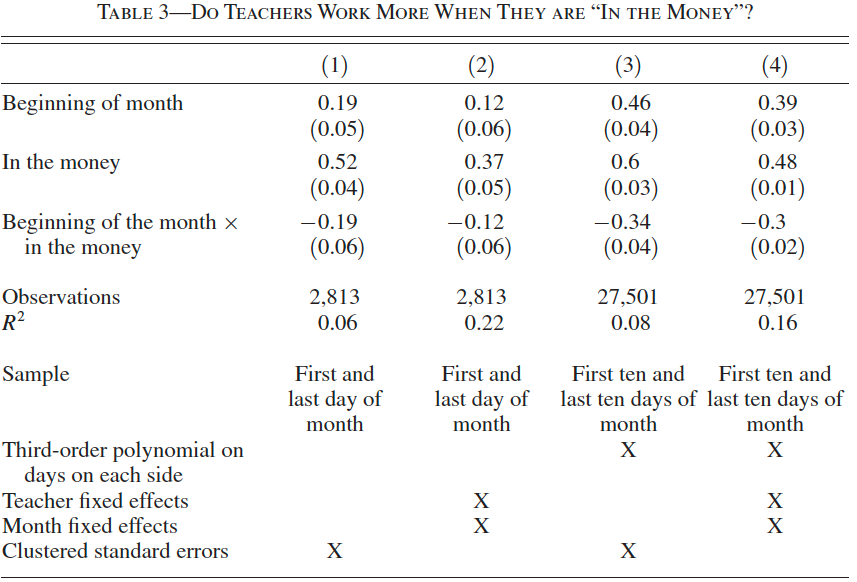 TABLE 3—DO TEACHERS WORK MORE WHEN THEY ARE “IN THE MONEY”?
(1) (2) (3) (4)
Beginning of month 0.19 0.12 0.46 0.39
(0.05) (0.06) (0.04) (0.03)
In the money 0.52 0.37 0.6 0.48
(0.04) (0.05) (0.03) (0.01)
Beginning of the month × −0.19 −0.12 −0.34 −0.3
in the money (0.06) (0.06) (0.04) (0.02)
Observations 2,813 2,813 27,501 27,501
R² 0.06 0.22 0.08 0.16
Sample First and First and First ten and First ten and
last day of last day of last ten days of last ten days of
month month month month
Third-order polynomial on X X
days on each side
Teacher fixed effects X X
Month fixed effects X X
Clustered standard errors X X